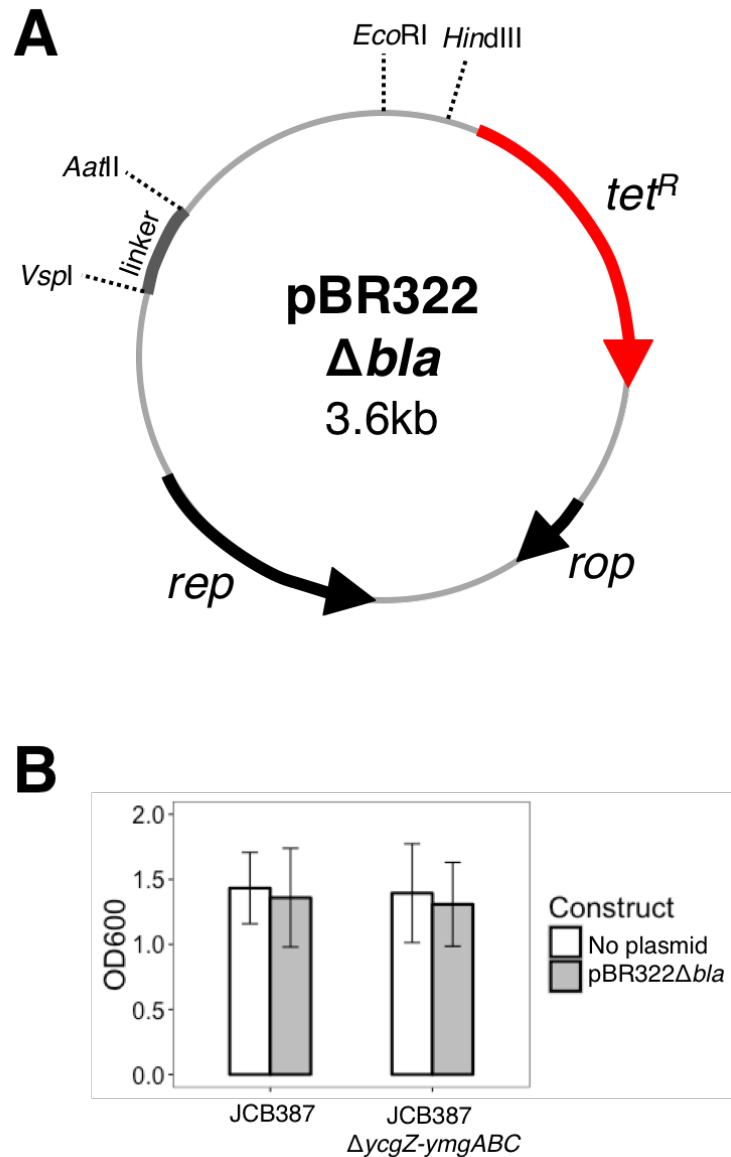 A
EcoRI HindIII
AatII
linker
VspI
tetR
pBR322
Δbla
3.6kb
rep
rop
B
2.0
1.5
1.0
0.5
0.0
OD600
Construct
No plasmid
pBR322Δbla
JCB387
JCB387
ΔycgZ-ymgABC